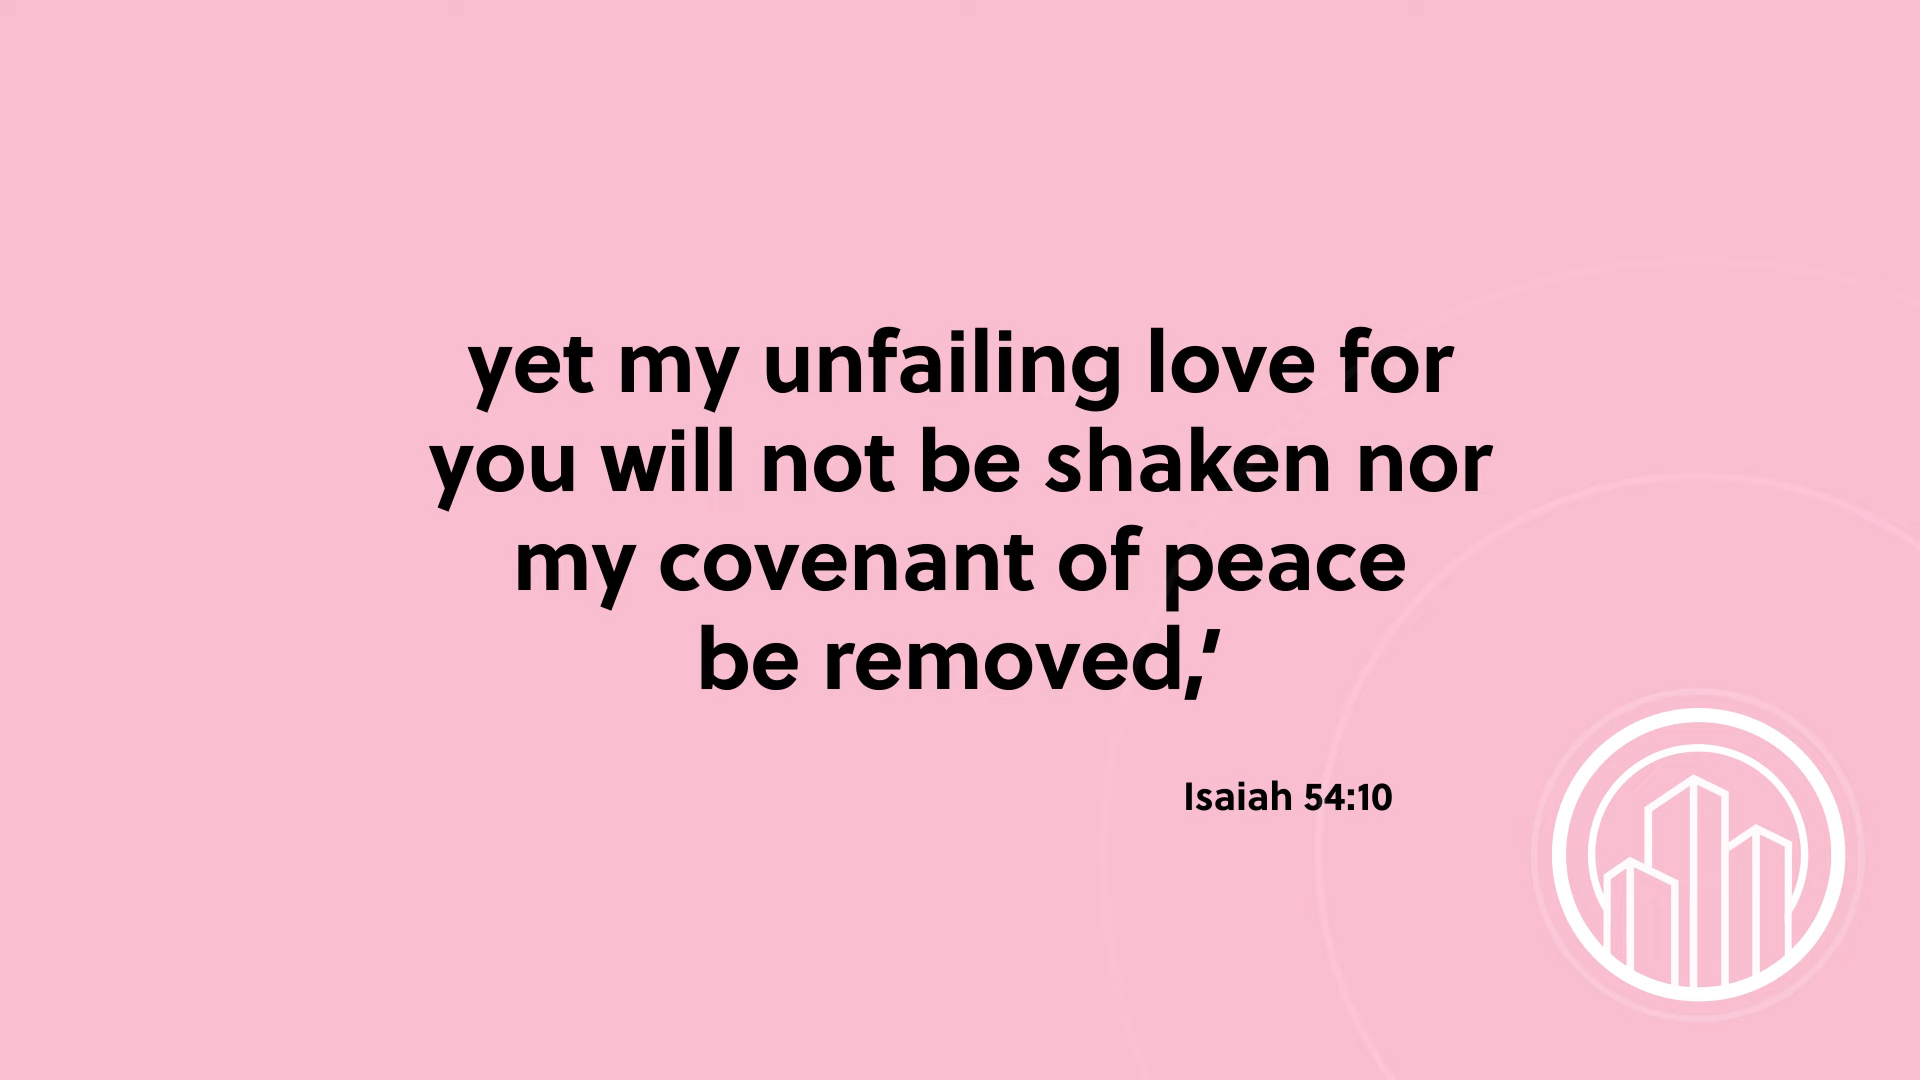 yet my unfailing love for
you will not be shaken nor
my covenant of peace
be removed,’
Isaiah 54:10